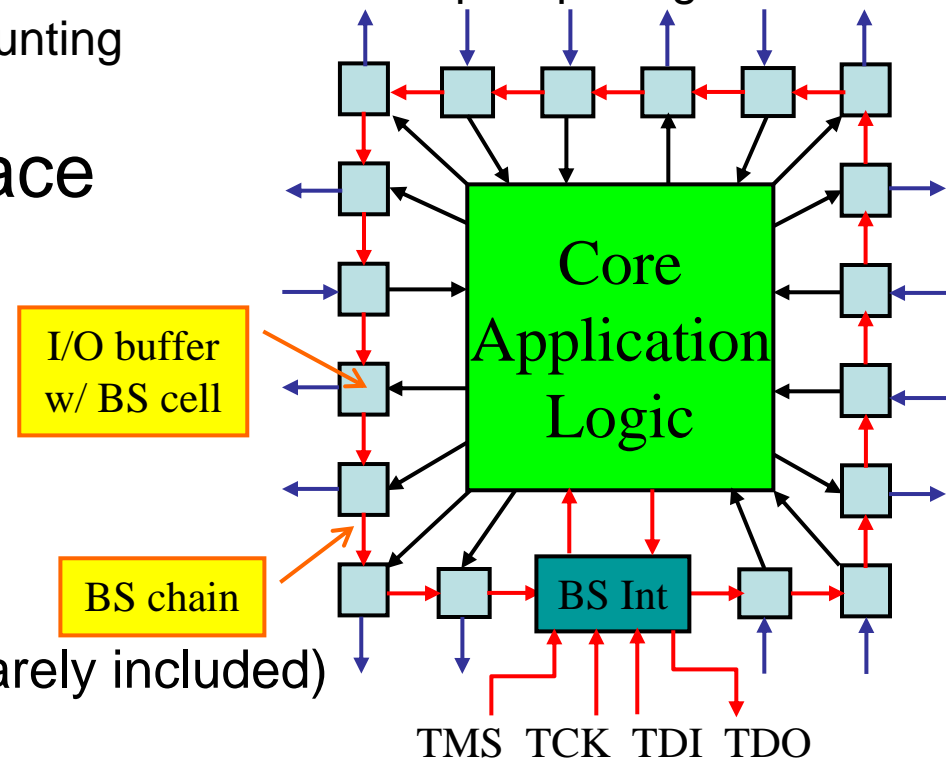 unting
ace
Core
Application
Logic
I/O buffer
w/ BS cell
BS chain
BS Int
arely included)
TMS TCK TDI TDO